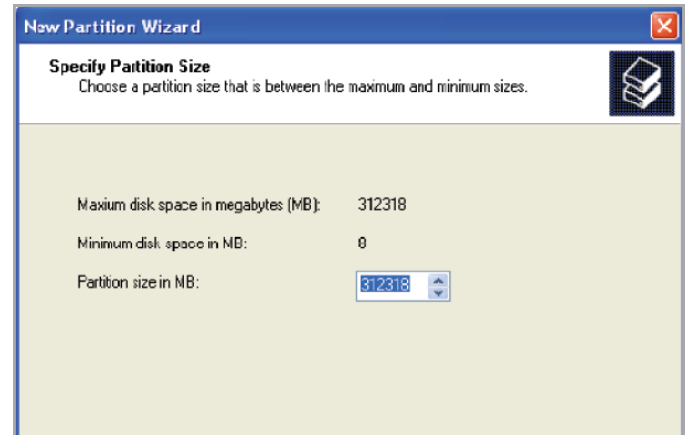 New Partition Wizard
Specify Partition Size
Choose a partition size that is between the maximum and minimum sizes.
Maxium disk space in megabytes (MB): 312318
Minimum disk space in MB: 8
Partition size in MB: 312318